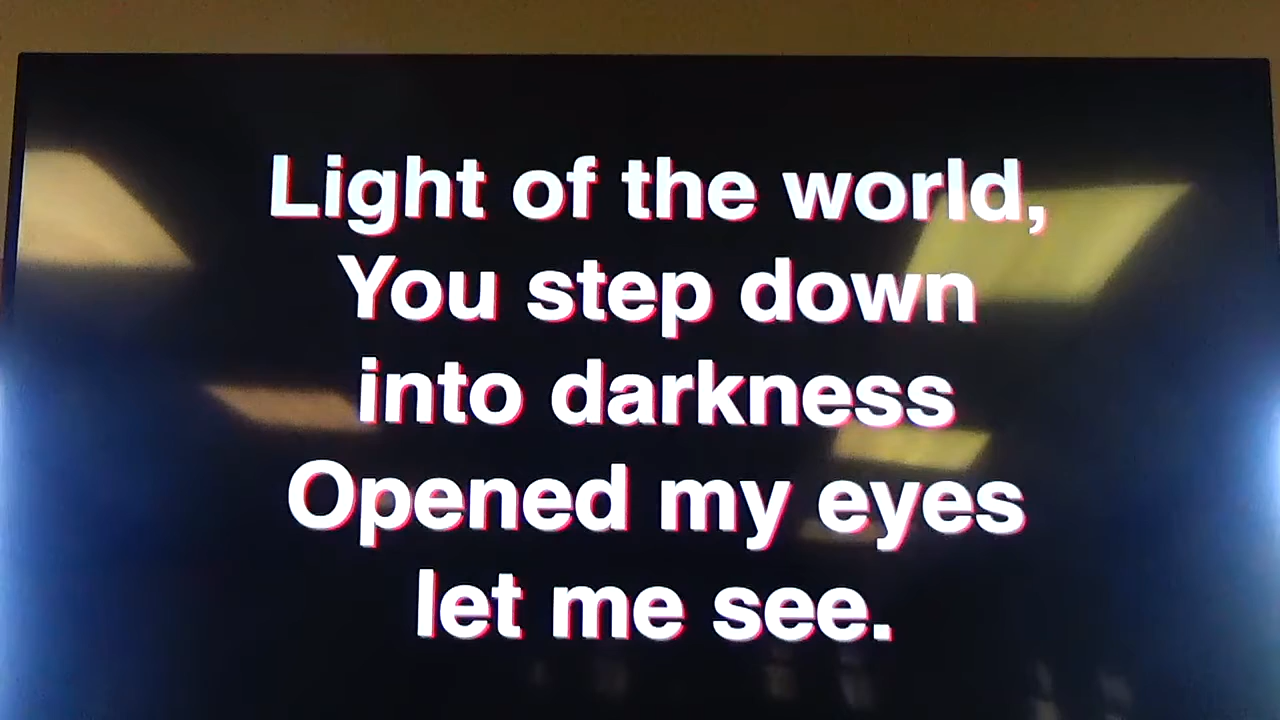 Light of the world,
You step down
into darkness
Opened my eyes
let me see.